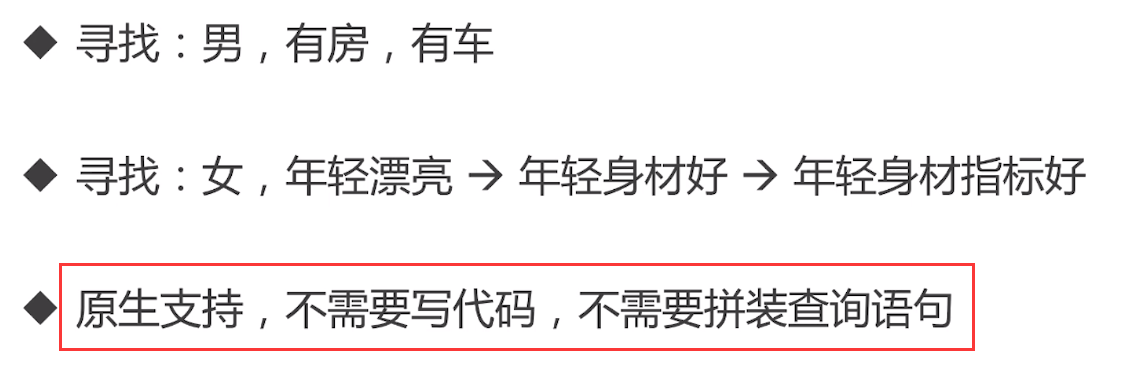 ◆ 寻找：男，有房，有车
◆ 寻找：女，年轻漂亮 → 年轻身材好 → 年轻身材指标好
◆ 原生支持，不需要写代码，不需要拼装查询语句